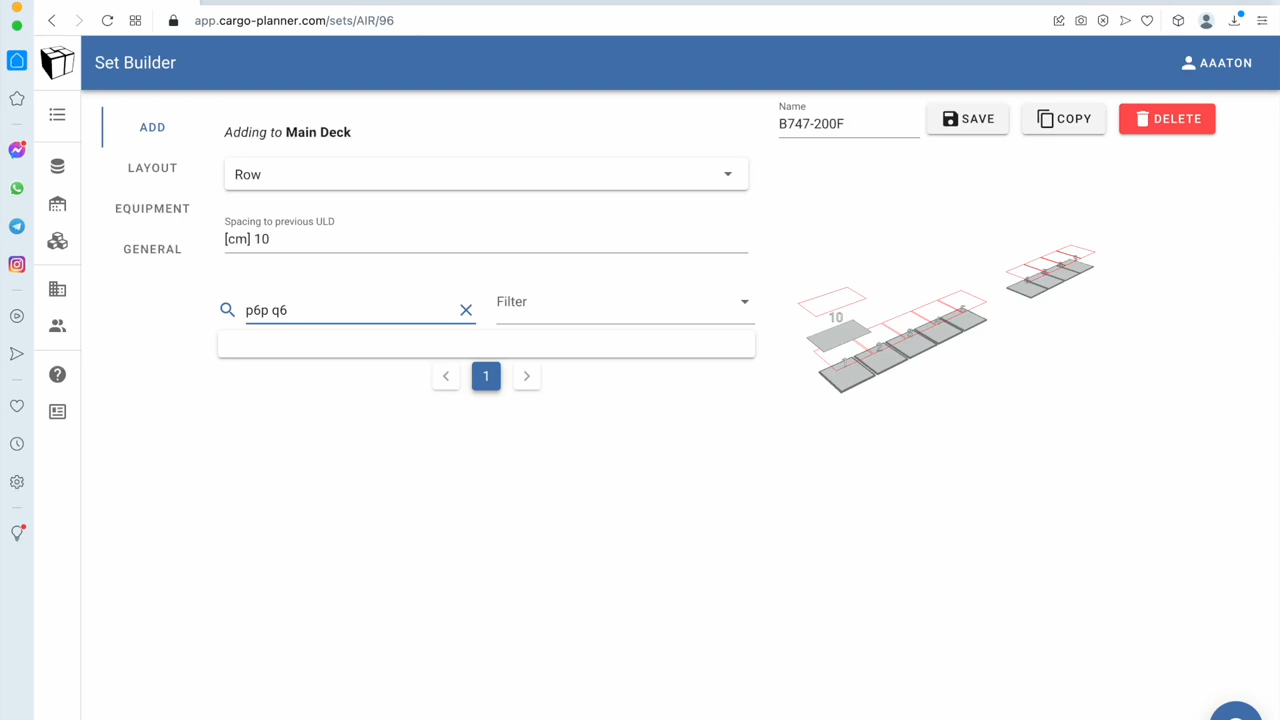 app.cargo-planner.com/sets/AIR/96
Set Builder
AAATON
ADD
LAYOUT
EQUIPMENT
GENERAL
Adding to Main Deck
Row
Spacing to previous ULD
[cm] 10
p6p q6
Filter
1
Name
B747-200F
SAVE
COPY
DELETE
10